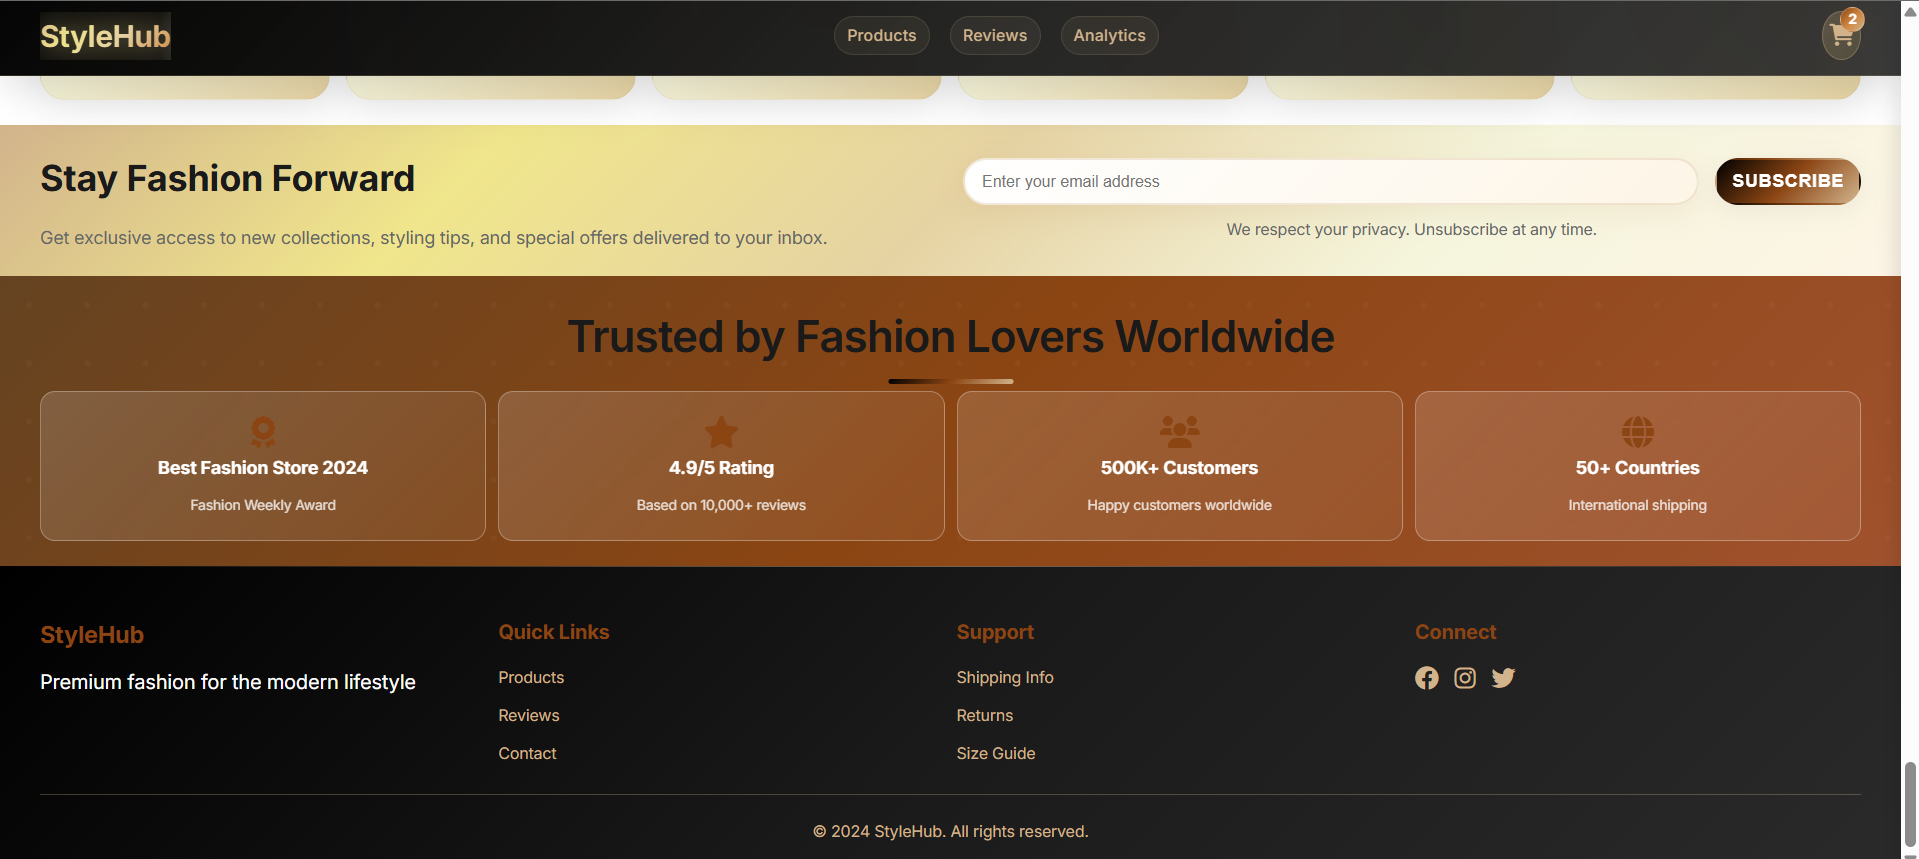 StyleHub
Products
Reviews
Analytics
2
Stay Fashion Forward
Get exclusive access to new collections, styling tips, and special offers delivered to your inbox.
Enter your email address
SUBSCRIBE
We respect your privacy. Unsubscribe at any time.
Trusted by Fashion Lovers Worldwide
Best Fashion Store 2024
Fashion Weekly Award
4.9/5 Rating
Based on 10,000+ reviews
500K+ Customers
Happy customers worldwide
50+ Countries
International shipping
StyleHub
Premium fashion for the modern lifestyle
Quick Links
Products
Reviews
Contact
Support
Shipping Info
Returns
Size Guide
Connect
© 2024 StyleHub. All rights reserved.